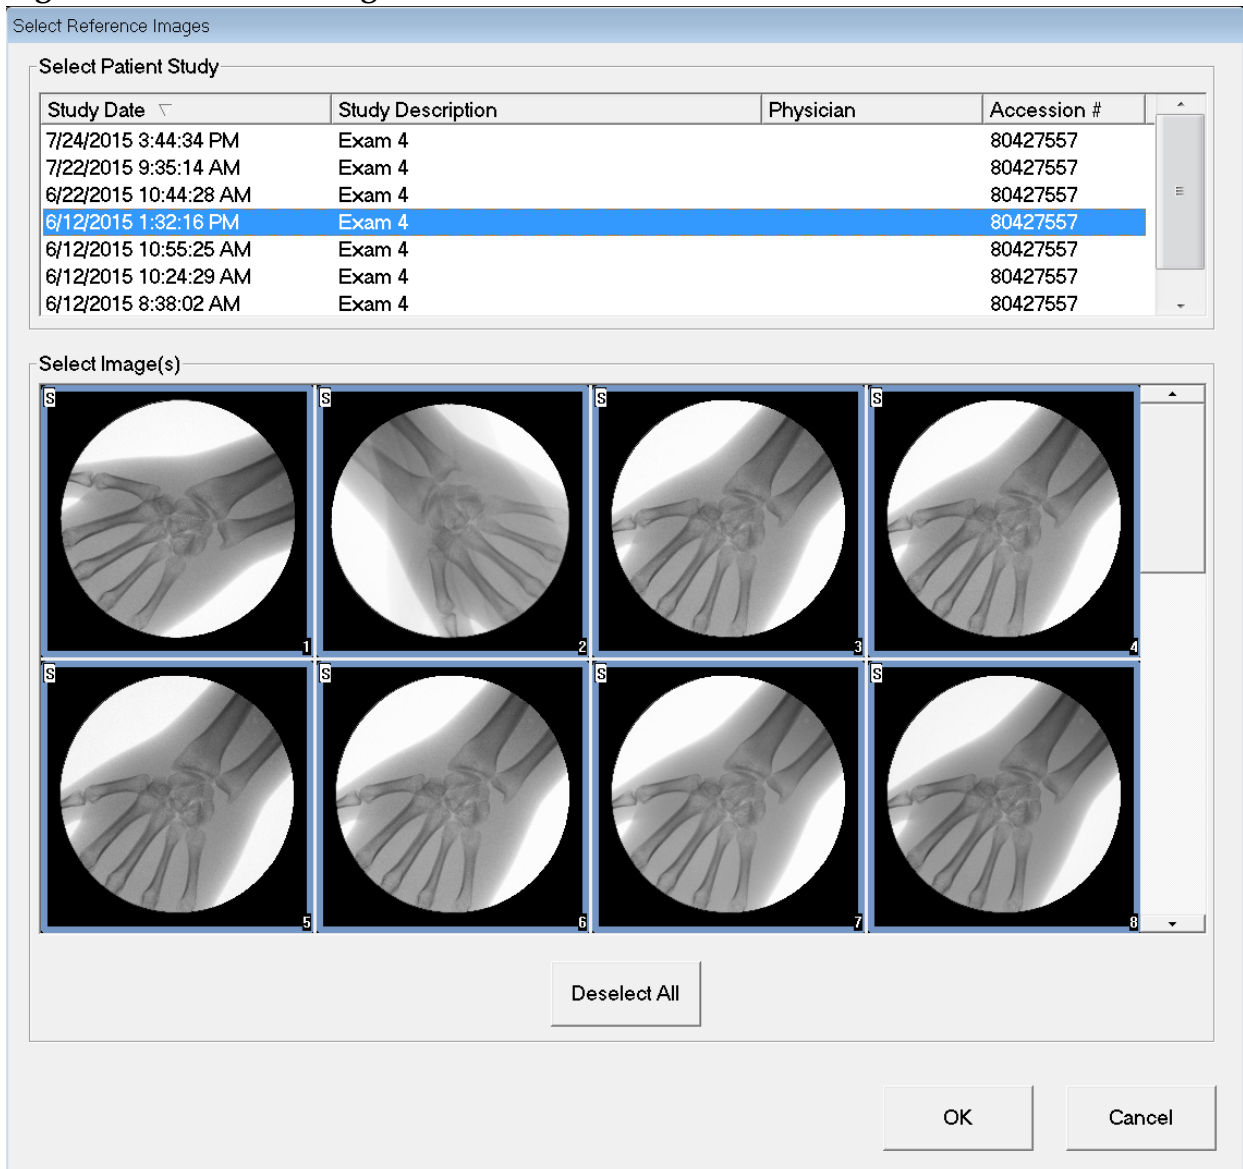 Select Reference Images
Select Patient Study
Study Date Study Description Physician Accession #
7/24/2015 3:44:34 PM Exam 4 80427557
7/22/2015 9:35:14 AM Exam 4 80427557
6/22/2015 10:44:28 AM Exam 4 80427557
6/12/2015 1:32:16 PM Exam 4 80427557
6/12/2015 10:55:25 AM Exam 4 80427557
6/12/2015 10:24:29 AM Exam 4 80427557
6/12/2015 8:38:02 AM Exam 4 80427557
Select Image(s)
S S S S
1 2 3 4
S S S S
5 6 7 8
Deselect All
OK Cancel